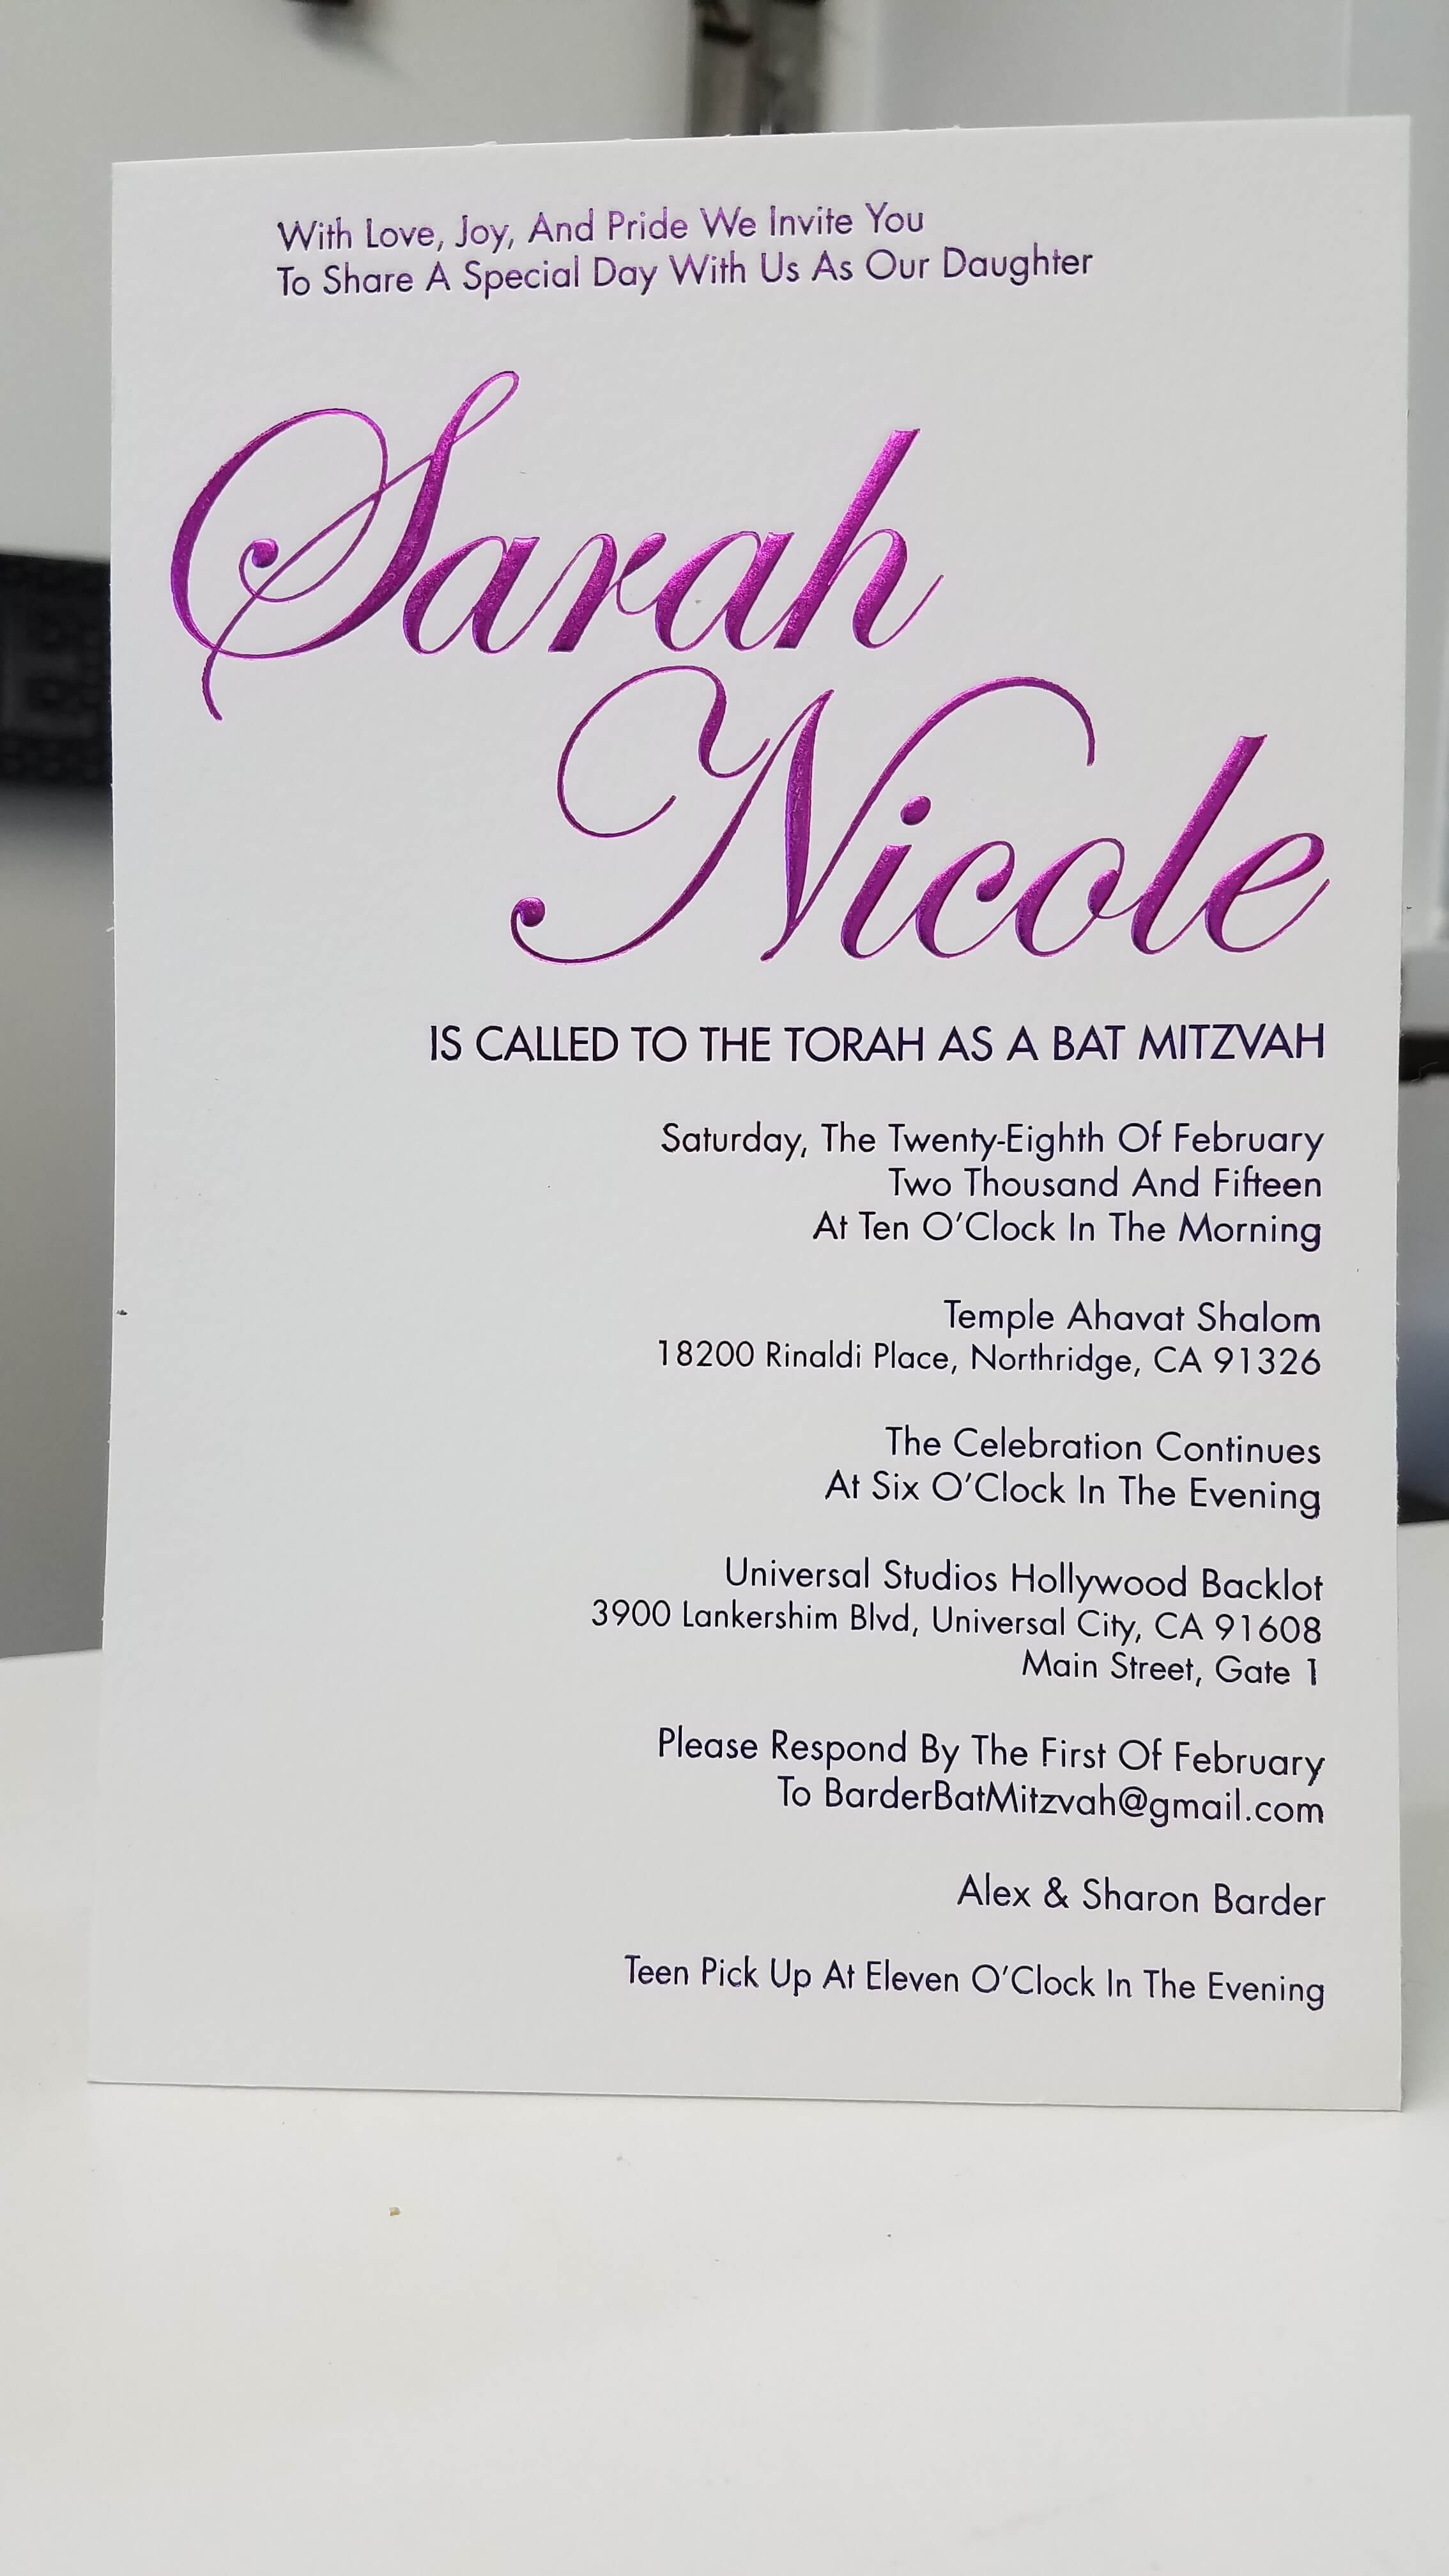 With Love, Joy, And Pride We Invite You
To Share A Special Day With Us As Our Daughter
Sarah
Nicole
IS CALLED TO THE TORAH AS A BAT MITZVAH
Saturday, The Twenty-Eighth Of February
Two Thousand And Fifteen
At Ten O'Clock In The Morning
Temple Ahavat Shalom
18200 Rinaldi Place, Northridge, CA 91326
The Celebration Continues
At Six O'Clock In The Evening
Universal Studios Hollywood Backlot
3900 Lankershim Blvd, Universal City, CA 91608
Main Street, Gate 1
Please Respond By The First Of February
To BarderBatMitzvah@gmail.com
Alex & Sharon Barder
Teen Pick Up At Eleven O'Clock In The Evening